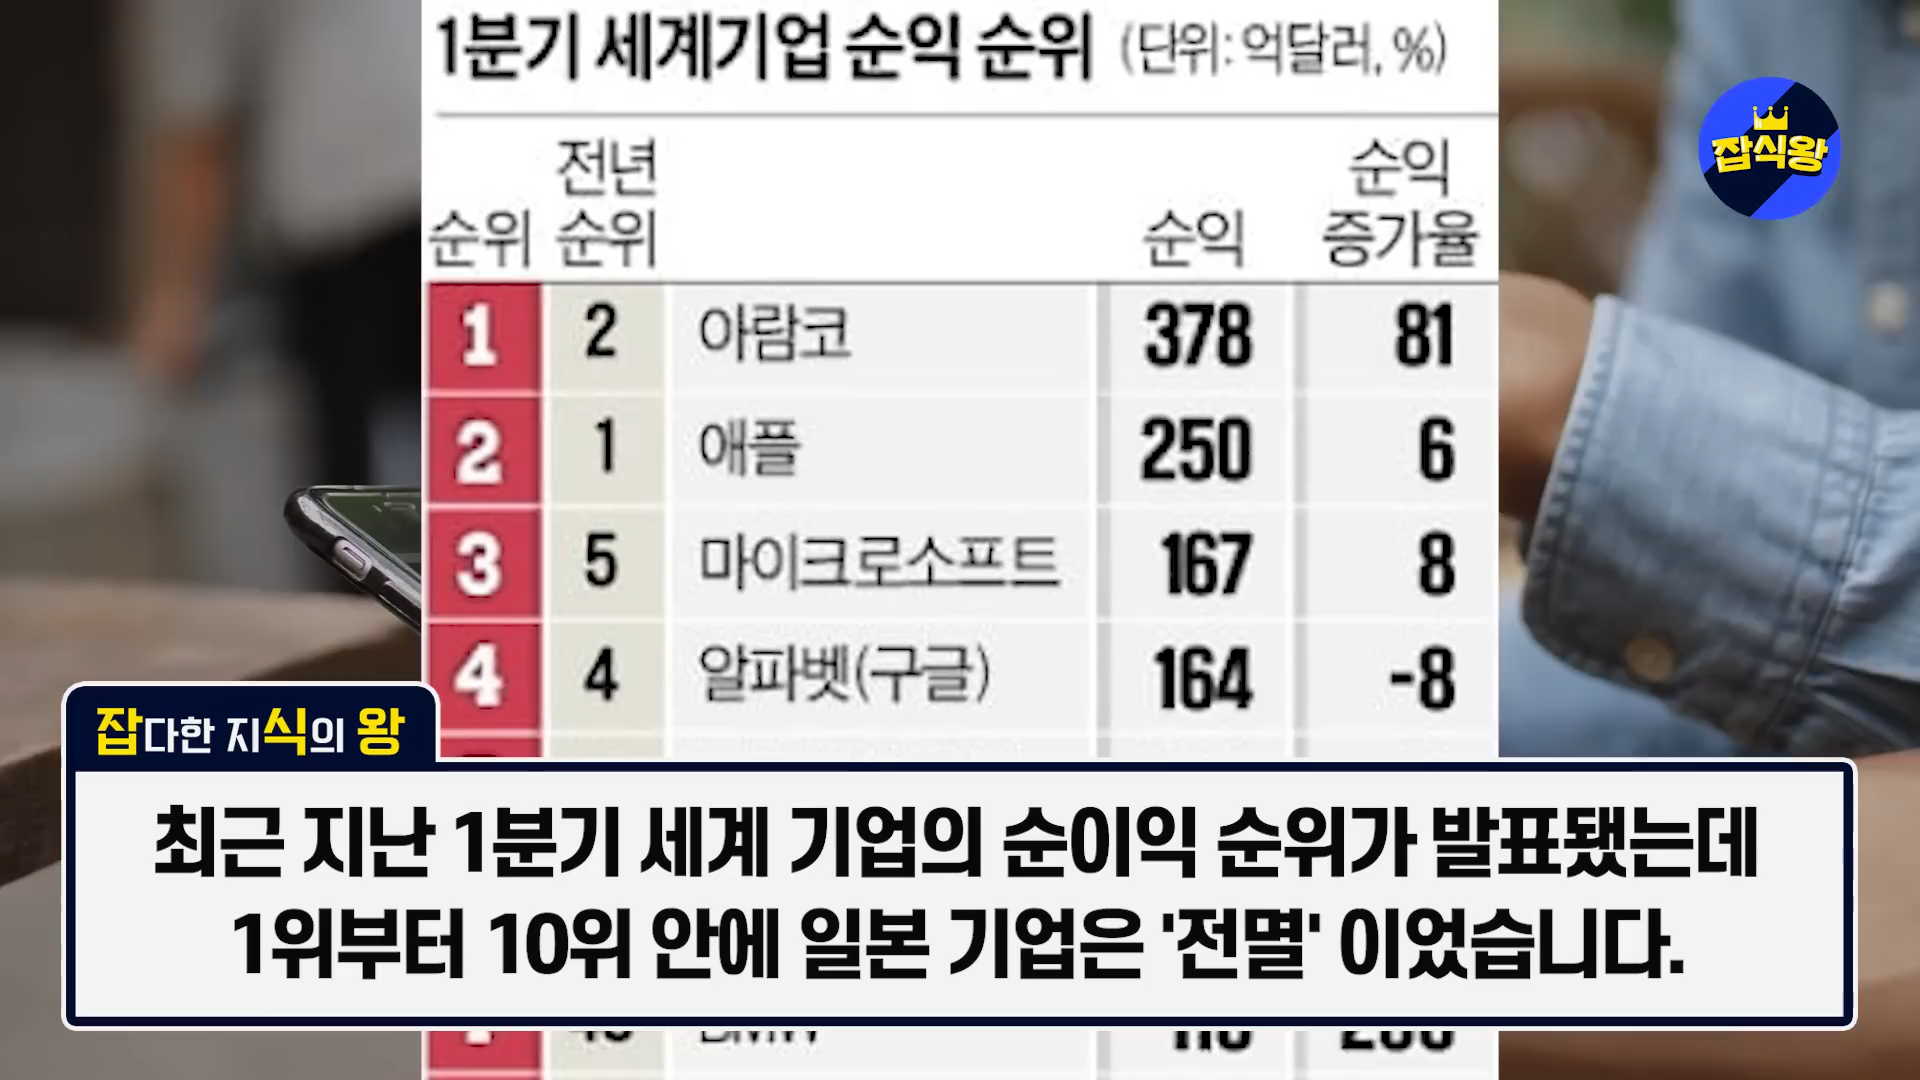 1분기 세계기업 순익 순위 (단위: 억달러, %)
순위 전년 순위 순익 순익 증가율
1 2 아람코 378 81
2 1 애플 250 6
3 5 마이크로소프트 167 8
4 4 알파벳(구글) 164 -8
잡식왕
잡다한 지식의 왕
최근 지난 1분기 세계 기업의 순이익 순위가 발표됐는데
1위부터 10위 안에 일본 기업은 '전멸' 이었습니다.